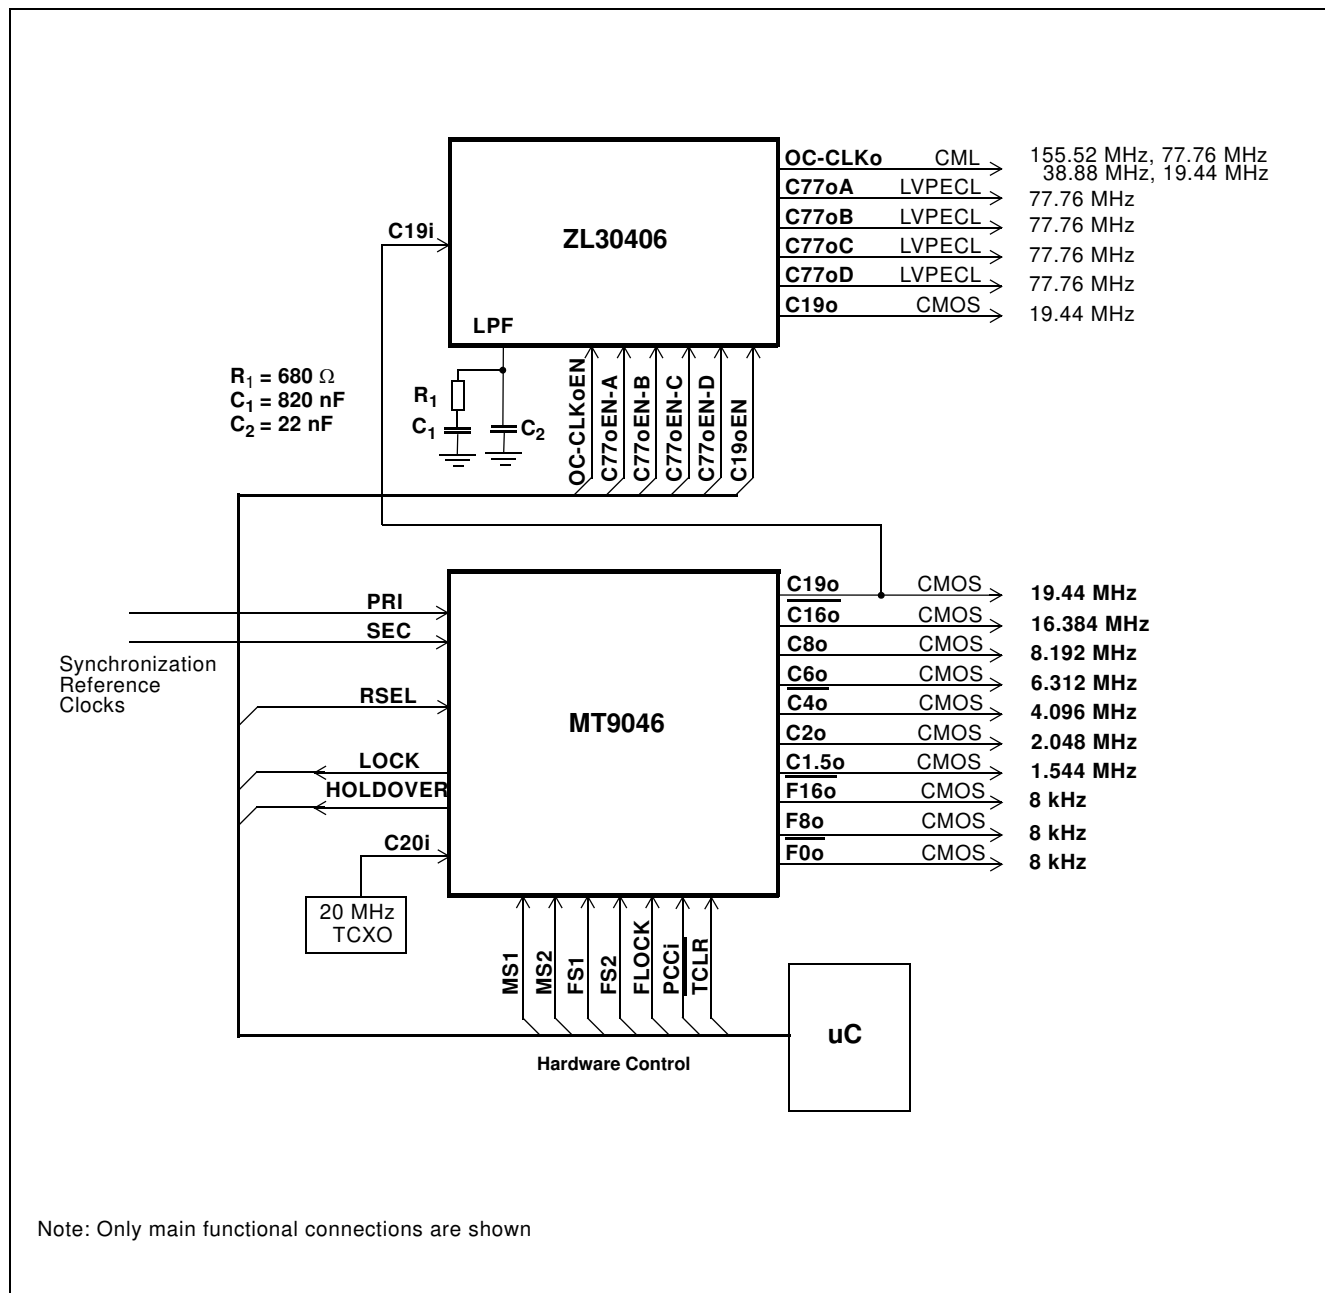 OC-CLKo CML 155.52 MHz, 77.76 MHz
38.88 MHz, 19.44 MHz
C77oA LVPECL 77.76 MHz
C77oB LVPECL 77.76 MHz
C19i
ZL30406
C77oC LVPECL 77.76 MHz
C77oD LVPECL 77.76 MHz
C19o CMOS 19.44 MHz
LPF
R1 = 680 Ω
C1 = 820 nF
C2 = 22 nF
R1
C1
C2
OC-CLKoEN
C77oEN-A
C77oEN-B
C77oEN-C
C77oEN-D
C19oEN
C19o CMOS 19.44 MHz
PRI
C16o CMOS 16.384 MHz
SEC
C8o CMOS 8.192 MHz
Synchronization
Reference
Clocks
C6o CMOS 6.312 MHz
RSEL
C4o CMOS 4.096 MHz
MT9046
C2o CMOS 2.048 MHz
LOCK
C1.5o CMOS 1.544 MHz
HOLDOVER
F16o CMOS 8 kHz
F8o CMOS 8 kHz
C20i
F0o CMOS 8 kHz
20 MHz
TCXO
MS1
MS2
FS1
FS2
FLOCK
PCCi
TCLR
uC
Hardware Control
Note: Only main functional connections are shown